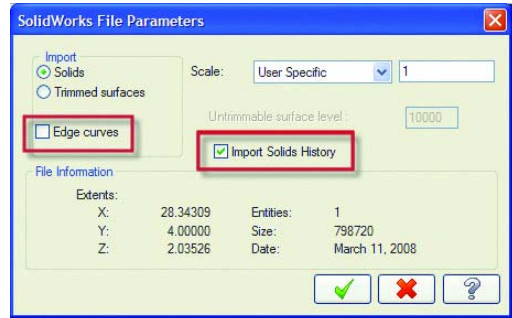 SolidWorks File Parameters
Import
Solids
Trimmed surfaces
Edge curves
Scale: User Specific 1
Untrimmable surface level : 10000
Import Solids History
File Information
Extents:
X: 28.34309 Entities: 1
Y: 4.00000 Size: 798720
Z: 2.03526 Date: March 11, 2008